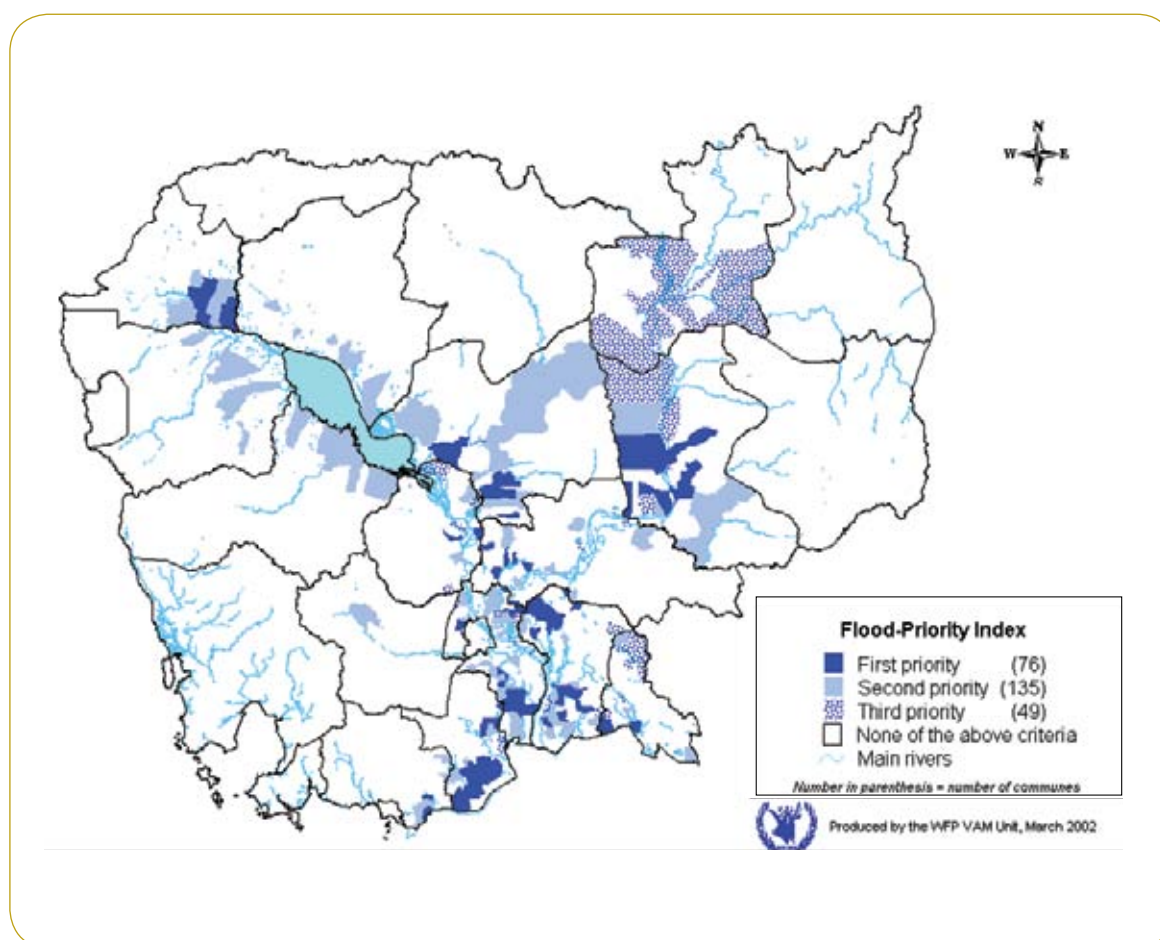 N
W E
S
Flood-Priority Index
First priority (76)
Second priority (135)
Third priority (49)
None of the above criteria
Main rivers
Number in parenthesis = number of communes
Produced by the WFP VAM Unit, March 2002